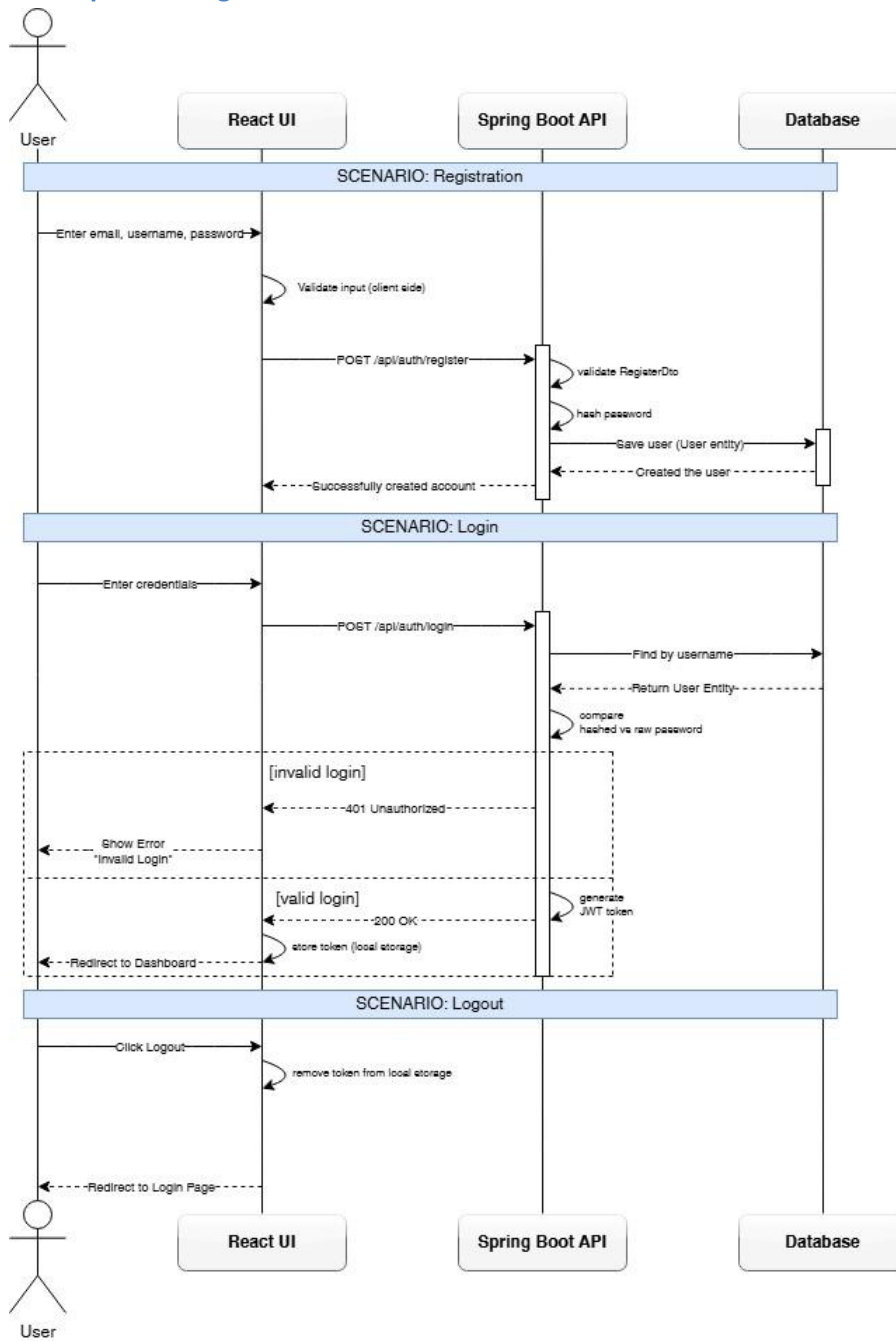 User
React UI
Spring Boot API
Database
SCENARIO: Registration
Enter email, username, password
Validate input (client side)
POST /api/auth/register
validate RegisterDto
hash password
Save user (User entity)
Created the user
Successfully created account
SCENARIO: Login
Enter credentials
POST /api/auth/login
Find by username
Return User Entity
compare
hashed vs raw password
[invalid login]
401 Unauthorized
Show Error
"Invalid Login"
[valid login]
generate
JWT token
200 OK
store token (local storage)
Redirect to Dashboard
SCENARIO: Logout
Click Logout
remove token from local storage
Redirect to Login Page
React UI
Spring Boot API
Database
User